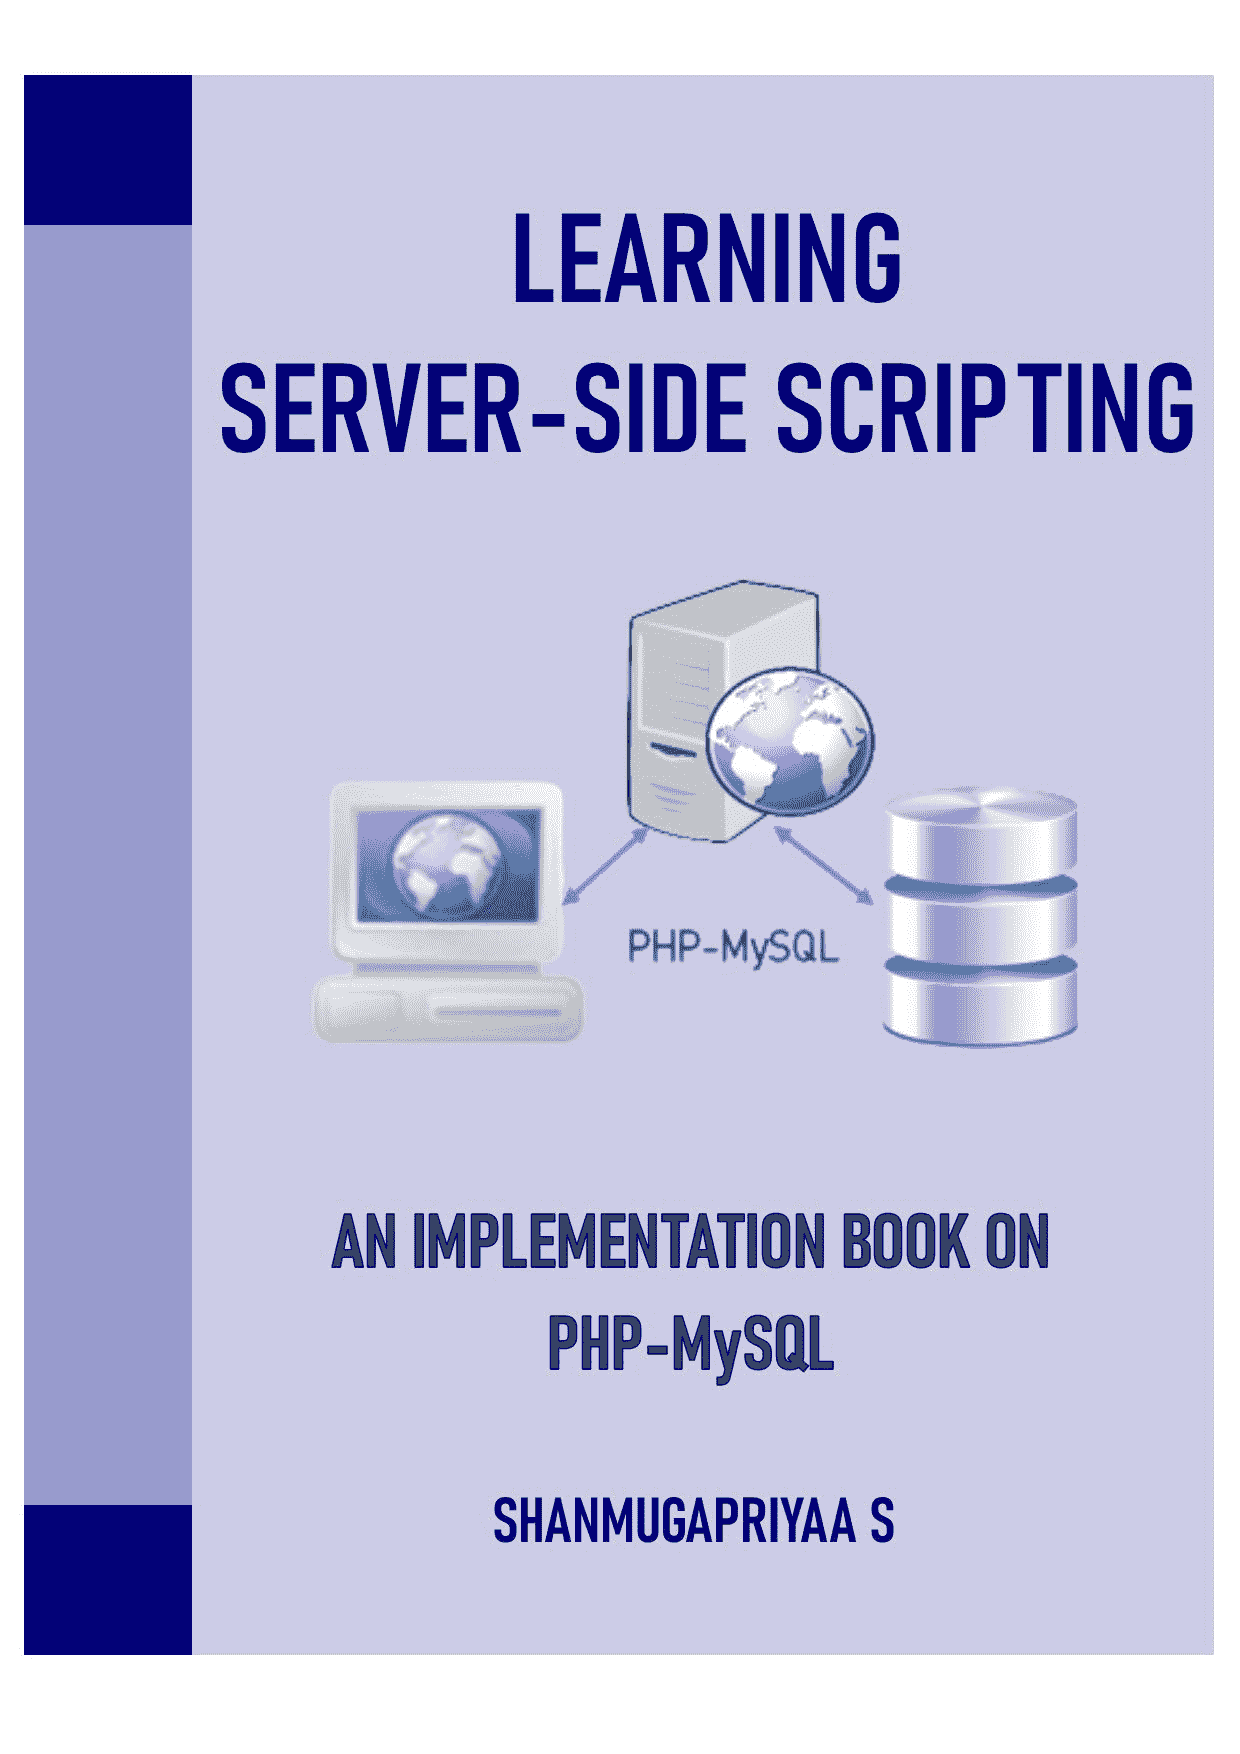 LEARNING
SERVER-SIDE SCRIPTING
PHP-MySQL
AN IMPLEMENTATION BOOK ON
PHP-MySQL
SHANMUGAPRIYAA S